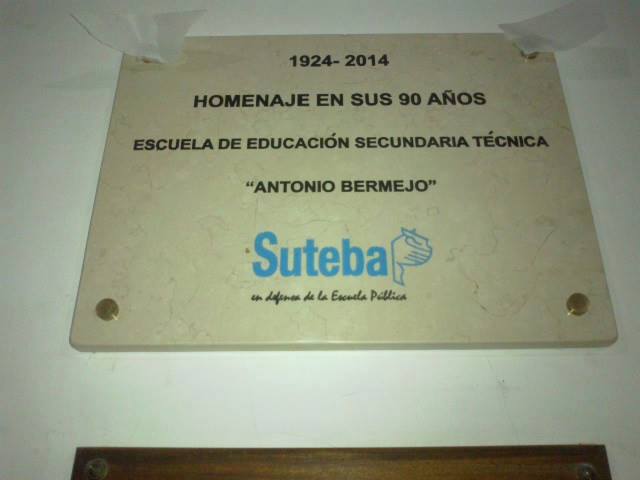 1924- 2014
HOMENAJE EN SUS 90 AÑOS
ESCUELA DE EDUCACIÓN SECUNDARIA TÉCNICA
“ANTONIO BERMEJO”
Suteba
en defensa de la Escuela Pública